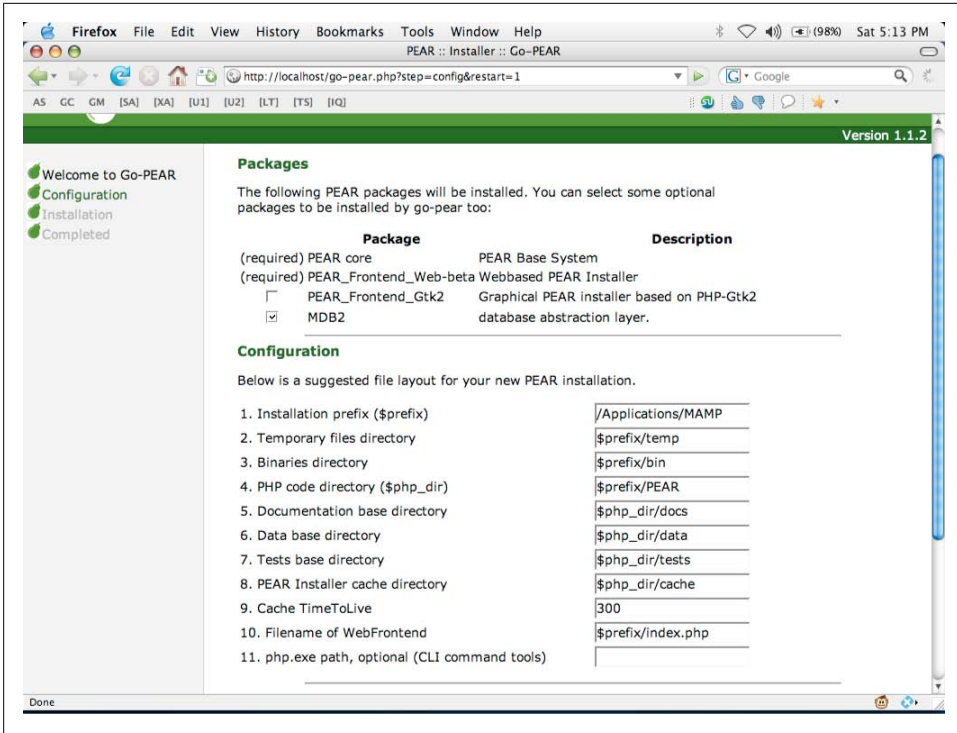 Firefox File Edit View History Bookmarks Tools Window Help (98%) Sat 5:13 PM
PEAR :: Installer :: Go-PEAR
http://localhost/go-pear.php?step=config&restart=1 G Google
AS GC GM [SA] [XA] [U1] [U2] [LT] [TS] [IQ]
Version 1.1.2
Welcome to Go-PEAR
Configuration
Installation
Completed
Packages
The following PEAR packages will be installed. You can select some optional
packages to be installed by go-pear too:
Package Description
(required) PEAR core PEAR Base System
(required) PEAR_Frontend_Web-beta Webbased PEAR Installer
PEAR_Frontend_Gtk2 Graphical PEAR installer based on PHP-Gtk2
MDB2 database abstraction layer.
Configuration
Below is a suggested file layout for your new PEAR installation.
1. Installation prefix ($prefix) /Applications/MAMP
2. Temporary files directory $prefix/temp
3. Binaries directory $prefix/bin
4. PHP code directory ($php_dir) $prefix/PEAR
5. Documentation base directory $php_dir/docs
6. Data base directory $php_dir/data
7. Tests base directory $php_dir/tests
8. PEAR Installer cache directory $php_dir/cache
9. Cache TimeToLive 300
10. Filename of WebFrontend $prefix/index.php
11. php.exe path, optional (CLI command tools)
Done